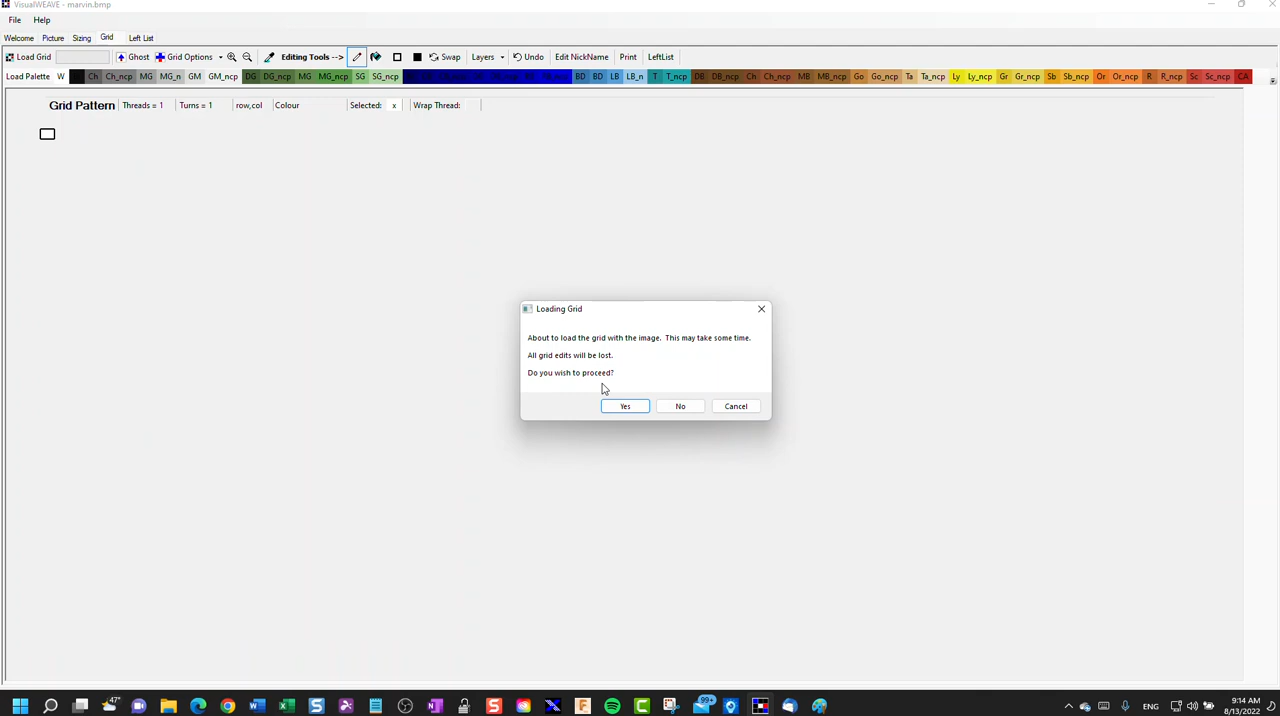 VisualWEAVE - marvin.bmp
File Help
Welcome Picture Sizing Grid Left List
Load Grid Ghost Grid Options Editing Tools --> Swap Layers Undo Edit NickName Print LeftList
Load Palette W Ch Ch_ncp MG MG_n GM GM_ncp DG DG_ncp MG MG_ncp SG SG_ncp BD BD LB LB_n T T_ncp DB DB_ncp Ch Ch_ncp MB MB_ncp Go Go_ncp Ta Ta_ncp Ly Ly_ncp Gr Gr_ncp Sb Sb_ncp Or Or_ncp R R_ncp Sc Sc_ncp CA
Grid Pattern Threads = 1 Turns = 1 row,col Colour Selected: x Wrap Thread:
Loading Grid
About to load the grid with the image. This may take some time.
All grid edits will be lost.
Do you wish to proceed?
Yes No Cancel
47°
99+
ENG
9:14 AM
8/13/2022